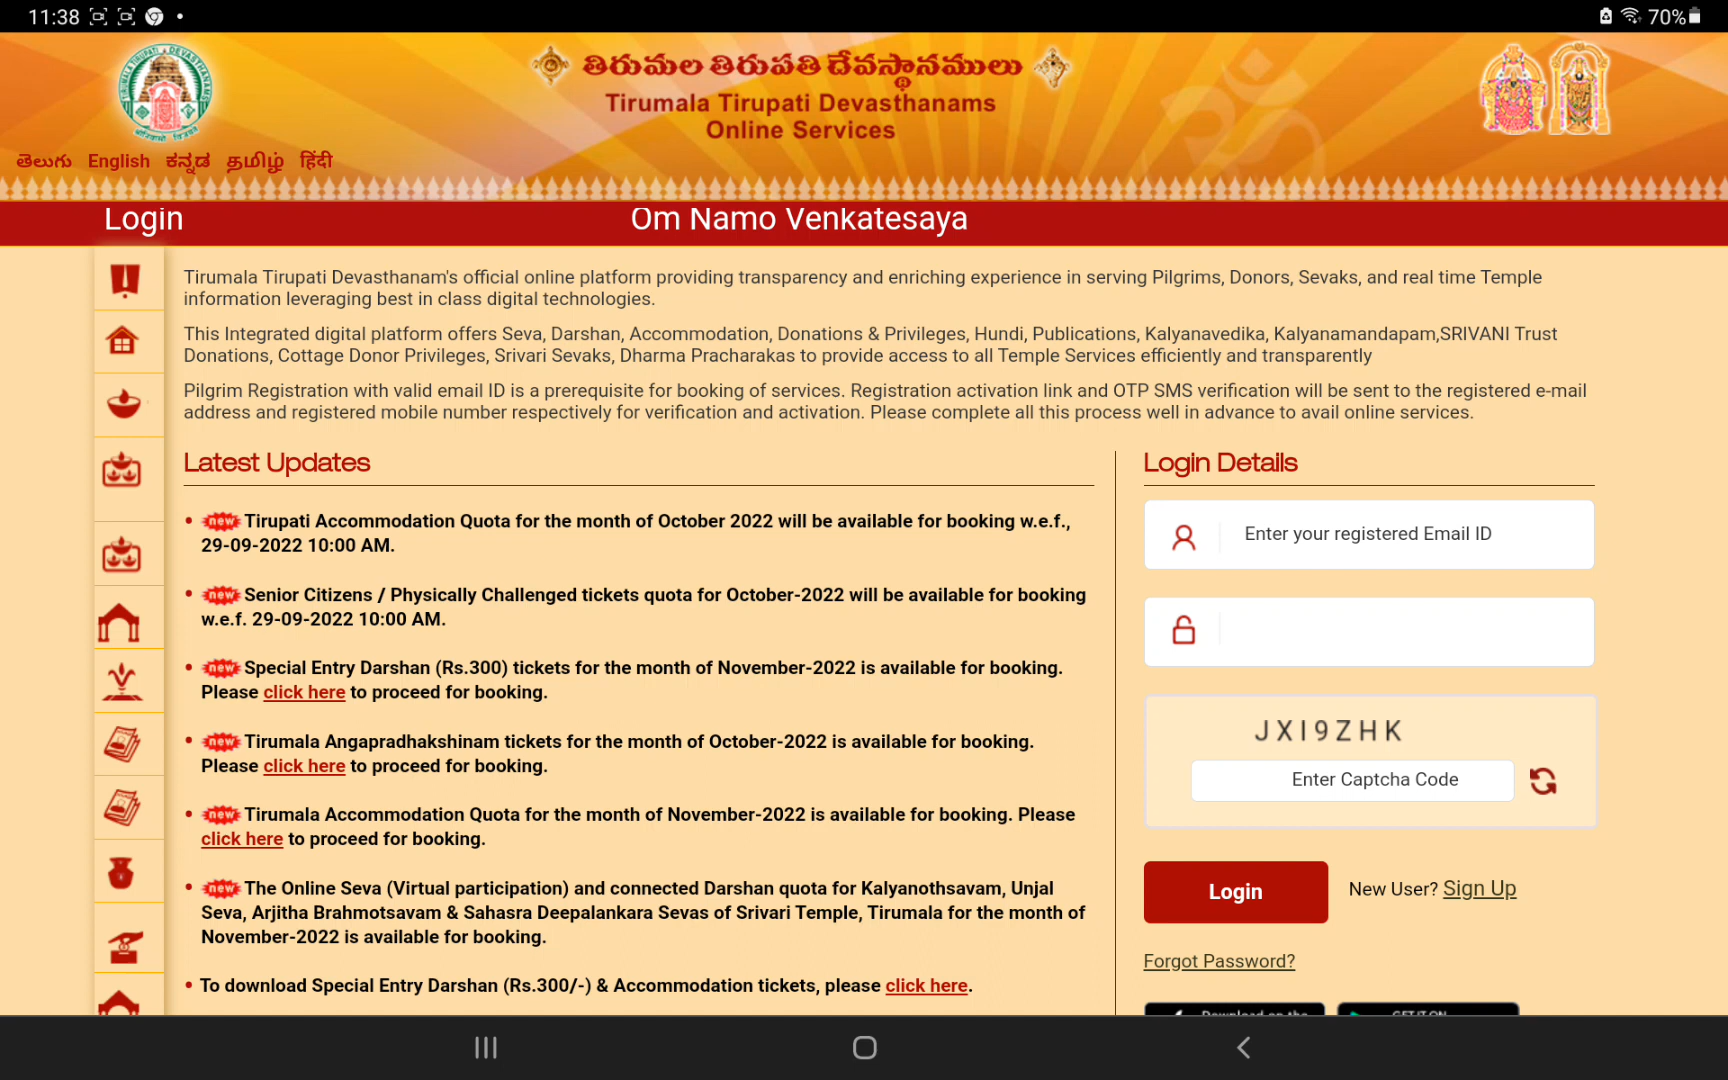 11:38
70%
తిరుమల తిరుపతి దేవస్థానములు
Tirumala Tirupati Devasthanams
Online Services
తెలుగు English ಕನ್ನಡ தமிழ் हिंदी
Login
Om Namo Venkatesaya
Tirumala Tirupati Devasthanam's official online platform providing transparency and enriching experience in serving Pilgrims, Donors, Sevaks, and real time Temple
information leveraging best in class digital technologies.
This Integrated digital platform offers Seva, Darshan, Accommodation, Donations & Privileges, Hundi, Publications, Kalyanavedika, Kalyanamandapam,SRIVANI Trust
Donations, Cottage Donor Privileges, Srivari Sevaks, Dharma Pracharakas to provide access to all Temple Services efficiently and transparently
Pilgrim Registration with valid email ID is a prerequisite for booking of services. Registration activation link and OTP SMS verification will be sent to the registered e-mail
address and registered mobile number respectively for verification and activation. Please complete all this process well in advance to avail online services.
Latest Updates
new Tirupati Accommodation Quota for the month of October 2022 will be available for booking w.e.f.,
29-09-2022 10:00 AM.
new Senior Citizens / Physically Challenged tickets quota for October-2022 will be available for booking
w.e.f. 29-09-2022 10:00 AM.
new Special Entry Darshan (Rs.300) tickets for the month of November-2022 is available for booking.
Please click here to proceed for booking.
new Tirumala Angapradhakshinam tickets for the month of October-2022 is available for booking.
Please click here to proceed for booking.
new Tirumala Accommodation Quota for the month of November-2022 is available for booking. Please
click here to proceed for booking.
new The Online Seva (Virtual participation) and connected Darshan quota for Kalyanothsavam, Unjal
Seva, Arjitha Brahmotsavam & Sahasra Deepalankara Sevas of Srivari Temple, Tirumala for the month of
November-2022 is available for booking.
To download Special Entry Darshan (Rs.300/-) & Accommodation tickets, please click here.
Login Details
Enter your registered Email ID
JXI9ZHK
Enter Captcha Code
Login
New User? Sign Up
Forgot Password?
Download on the
GET IT ON